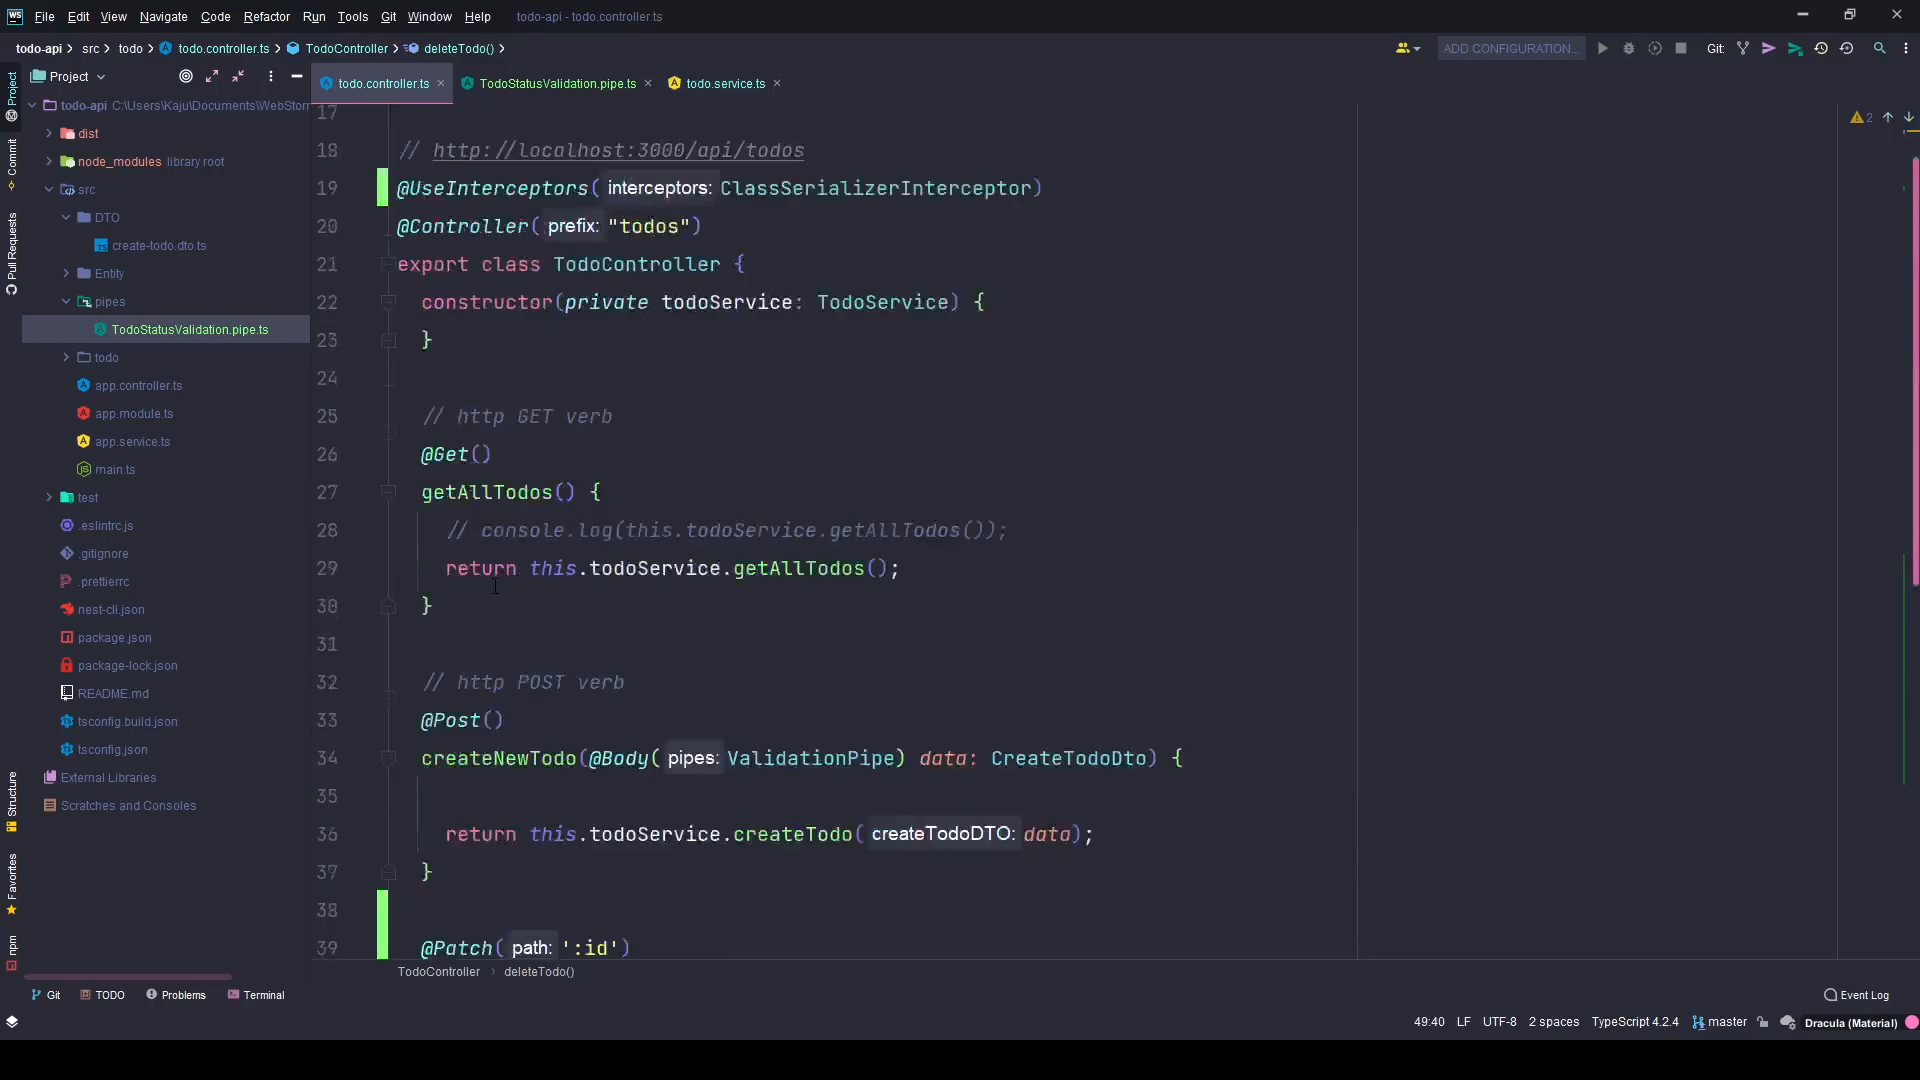 WS File Edit View Navigate Code Refactor Run Tools Git Window Help todo-api - todo.controller.ts
todo-api src todo todo.controller.ts TodoController deleteTodo() ADD CONFIGURATION... Git:
Project
Project
Commit
Pull Requests
Structure
Favorites
npm
todo-api C:\Users\Kaju\Documents\WebStor
dist
node_modules library root
src
DTO
create-todo.dto.ts
Entity
pipes
TodoStatusValidation.pipe.ts
todo
app.controller.ts
app.module.ts
app.service.ts
main.ts
test
.eslintrc.js
.gitignore
.prettierrc
nest-cli.json
package.json
package-lock.json
README.md
tsconfig.build.json
tsconfig.json
External Libraries
Scratches and Consoles
todo.controller.ts TodoStatusValidation.pipe.ts todo.service.ts
2
17
18 // http://localhost:3000/api/todos
19 @UseInterceptors( interceptors: ClassSerializerInterceptor)
20 @Controller( prefix: "todos")
21 export class TodoController {
22 constructor(private todoService: TodoService) {
23 }
24
25 // http GET verb
26 @Get()
27 getAllTodos() {
28 // console.log(this.todoService.getAllTodos());
29 return this.todoService.getAllTodos();
30 }
31
32 // http POST verb
33 @Post()
34 createNewTodo(@Body( pipes: ValidationPipe) data: CreateTodoDto) {
35
36 return this.todoService.createTodo( createTodoDTO: data);
37 }
38
39 @Patch( path: ':id')
TodoController deleteTodo()
Git TODO Problems Terminal Event Log
49:40 LF UTF-8 2 spaces TypeScript 4.2.4 master Dracula (Material)